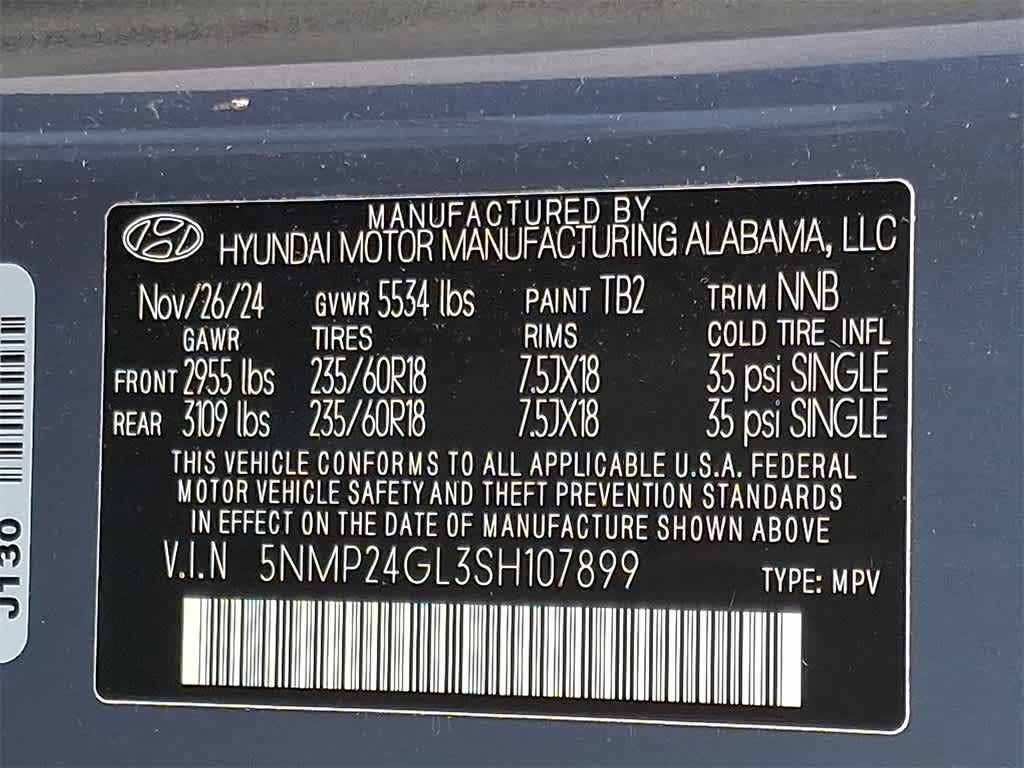 MANUFACTURED BY
HYUNDAI MOTOR MANUFACTURING ALABAMA, LLC
Nov/26/24 GVWR 5534 lbs PAINT TB2 TRIM NNB
GAWR TIRES RIMS COLD TIRE INFL
FRONT 2955 lbs 235/60R18 7.5JX18 35 psi SINGLE
REAR 3109 lbs 235/60R18 7.5JX18 35 psi SINGLE
THIS VEHICLE CONFORMS TO ALL APPLICABLE U.S.A. FEDERAL
MOTOR VEHICLE SAFETY AND THEFT PREVENTION STANDARDS
IN EFFECT ON THE DATE OF MANUFACTURE SHOWN ABOVE
V.I.N 5NMP24GL3SH107899 TYPE: MPV
J130